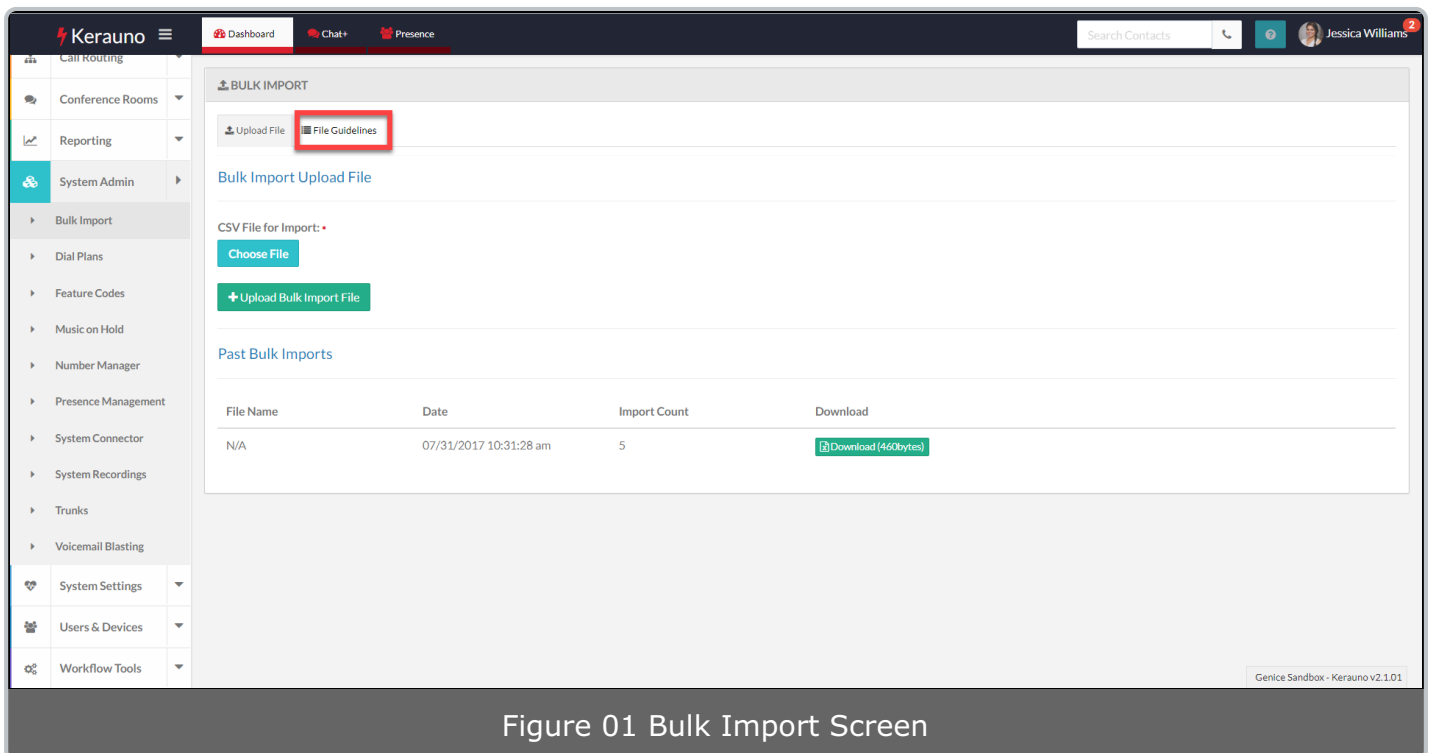 Kerauno
Dashboard
Chat+
Presence
Search Contacts
Jessica Williams
2
Call Routing
Conference Rooms
Reporting
System Admin
Bulk Import
Dial Plans
Feature Codes
Music on Hold
Number Manager
Presence Management
System Connector
System Recordings
Trunks
Voicemail Blasting
System Settings
Users & Devices
Workflow Tools
BULK IMPORT
Upload File
File Guidelines
Bulk Import Upload File
CSV File for Import: •
Choose File
+ Upload Bulk Import File
Past Bulk Imports
File Name Date Import Count Download
N/A 07/31/2017 10:31:28 am 5 Download (460bytes)
Genice Sandbox - Kerauno v2.1.01
Figure 01 Bulk Import Screen